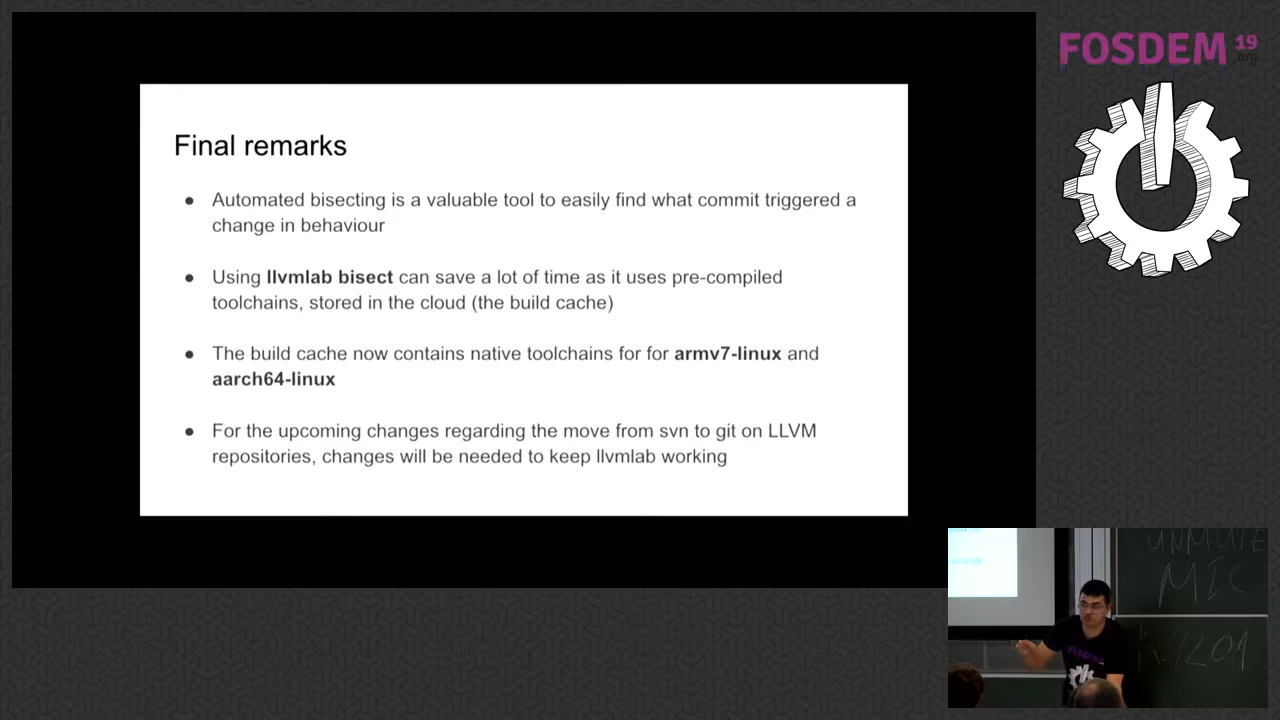 FOSDEM 19
.org
Final remarks
● Automated bisecting is a valuable tool to easily find what commit triggered a
change in behaviour
● Using llvmlab bisect can save a lot of time as it uses pre-compiled
toolchains, stored in the cloud (the build cache)
● The build cache now contains native toolchains for for armv7-linux and
aarch64-linux
● For the upcoming changes regarding the move from svn to git on LLVM
repositories, changes will be needed to keep llvmlab working
UNMUTE
MIC
FOSDEM